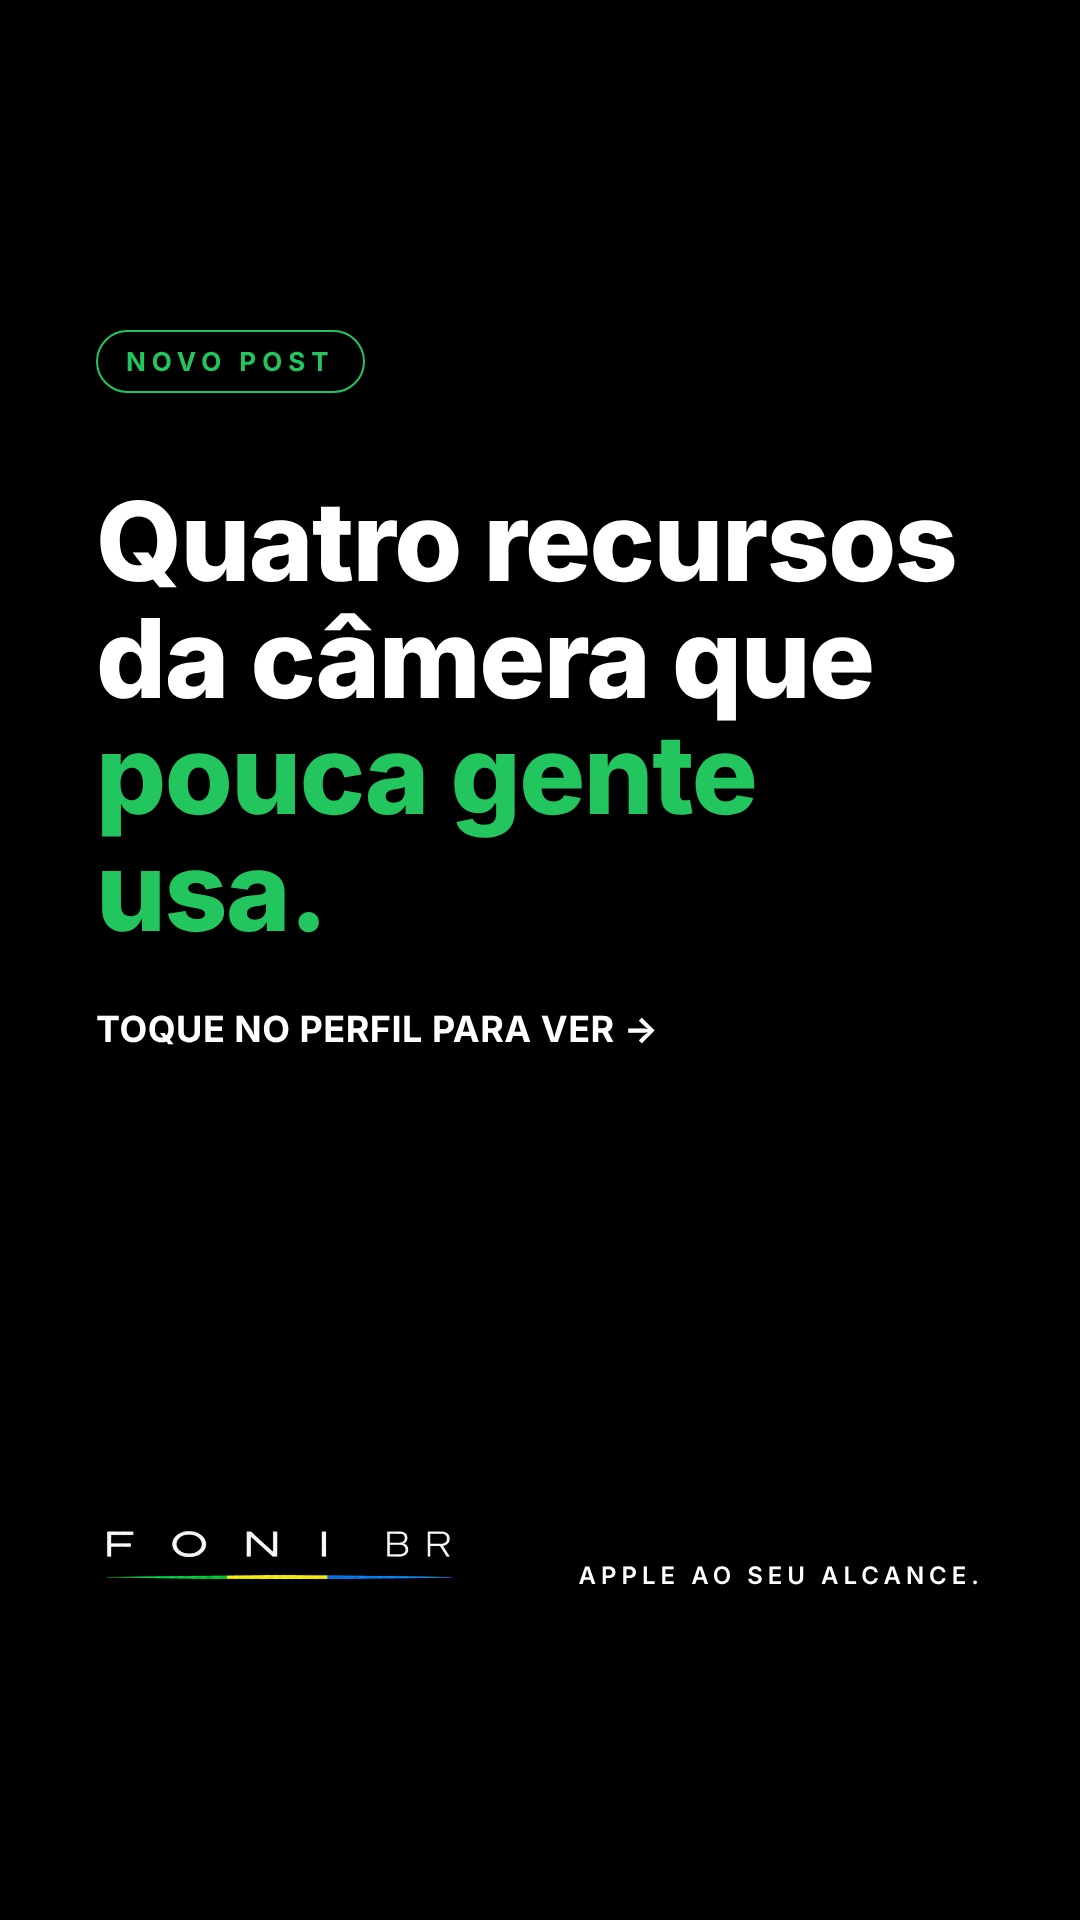 NOVO POST
Quatro recursos
da câmera que
pouca gente
usa.
TOQUE NO PERFIL PARA VER →
FONI BR
APPLE AO SEU ALCANCE.